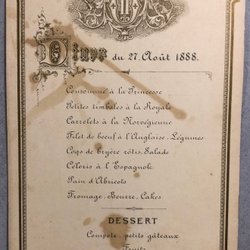 Dîner du 27. Août 1888.
Consommé à la Princesse
Petites timbales à la Royale
Carrelets à la Norvégienne
Filet de boeuf à l'Anglaise, Légumes
Coqs de bruyère rôtis, Salade
Céleris à l'Espagnole
Pain d'Abricots
Fromage, Beurre, Cakes
DESSERT
Compote, petits gâteaux
Fruits